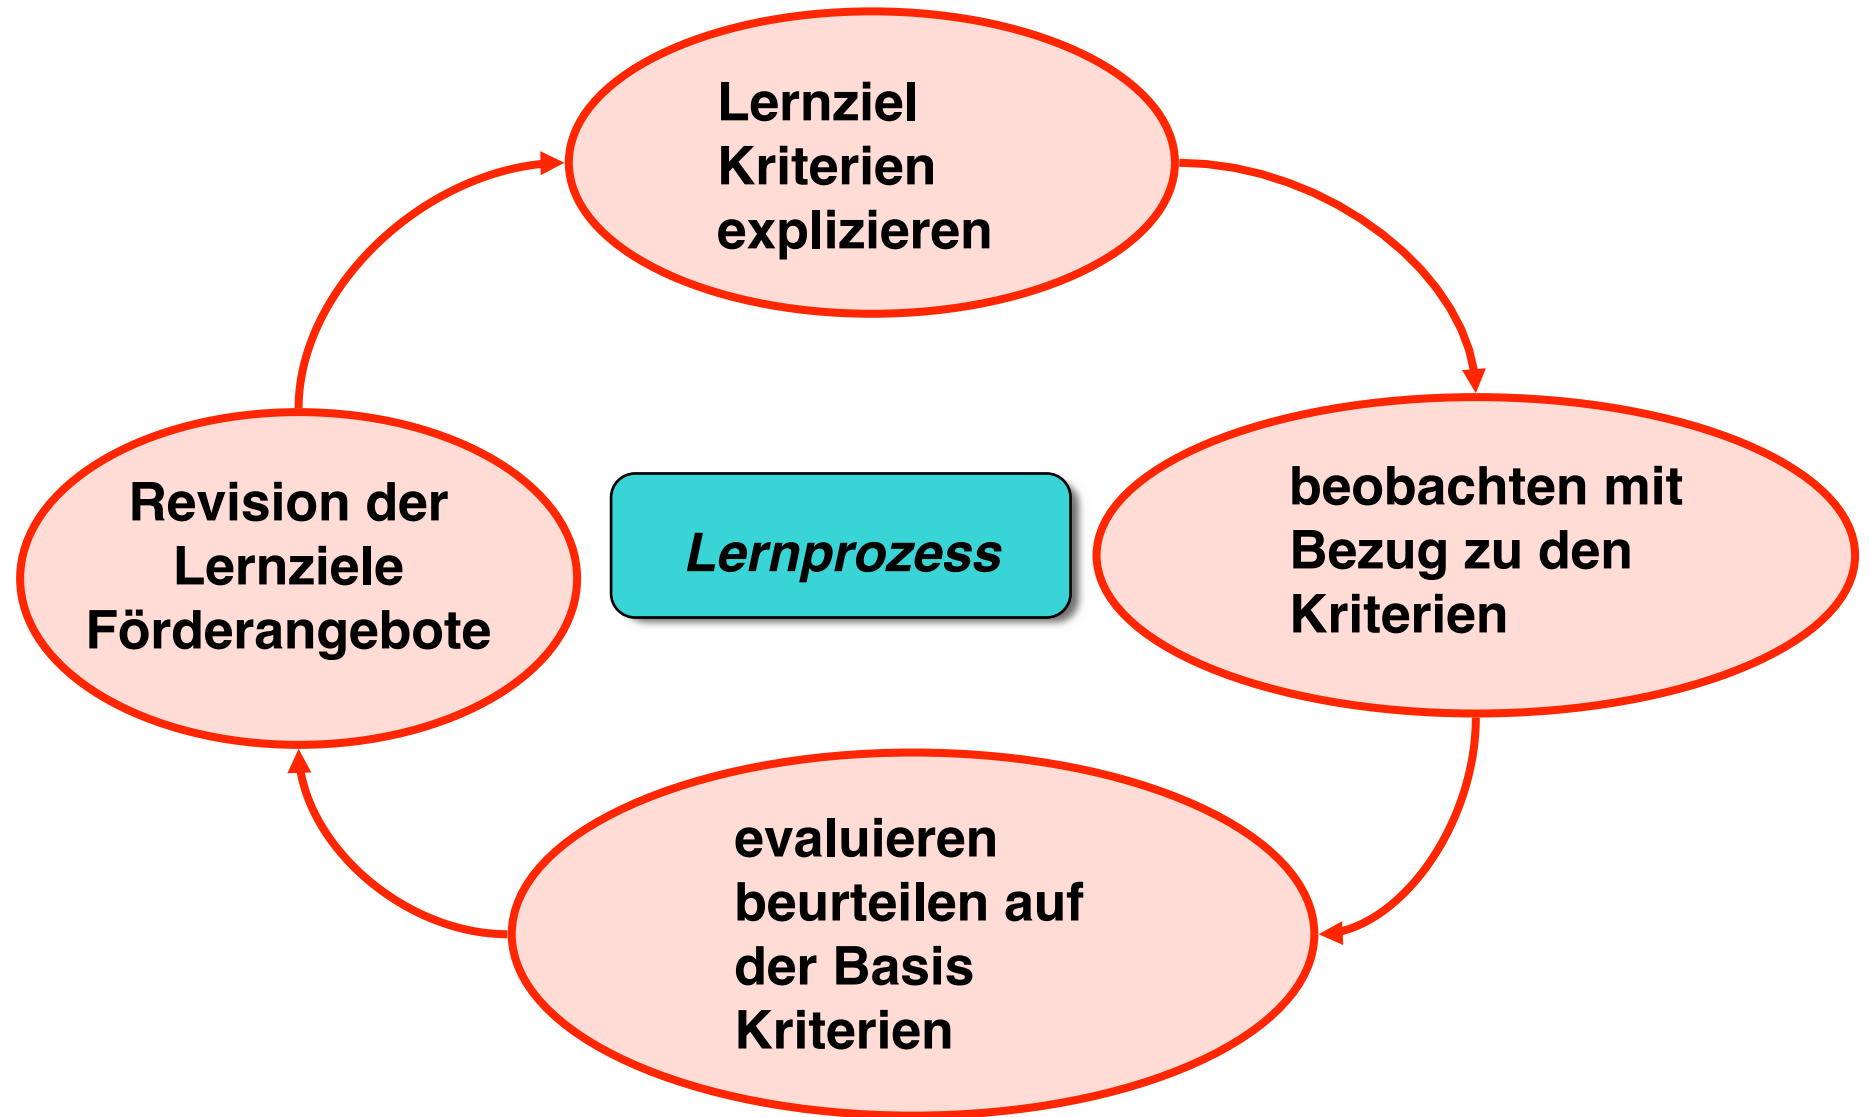 Lernziel
Kriterien
explizieren
beobachten mit
Bezug zu den
Kriterien
evaluieren
beurteilen auf
der Basis
Kriterien
Revision der
Lernziele
Förderangebote
Lernprozess